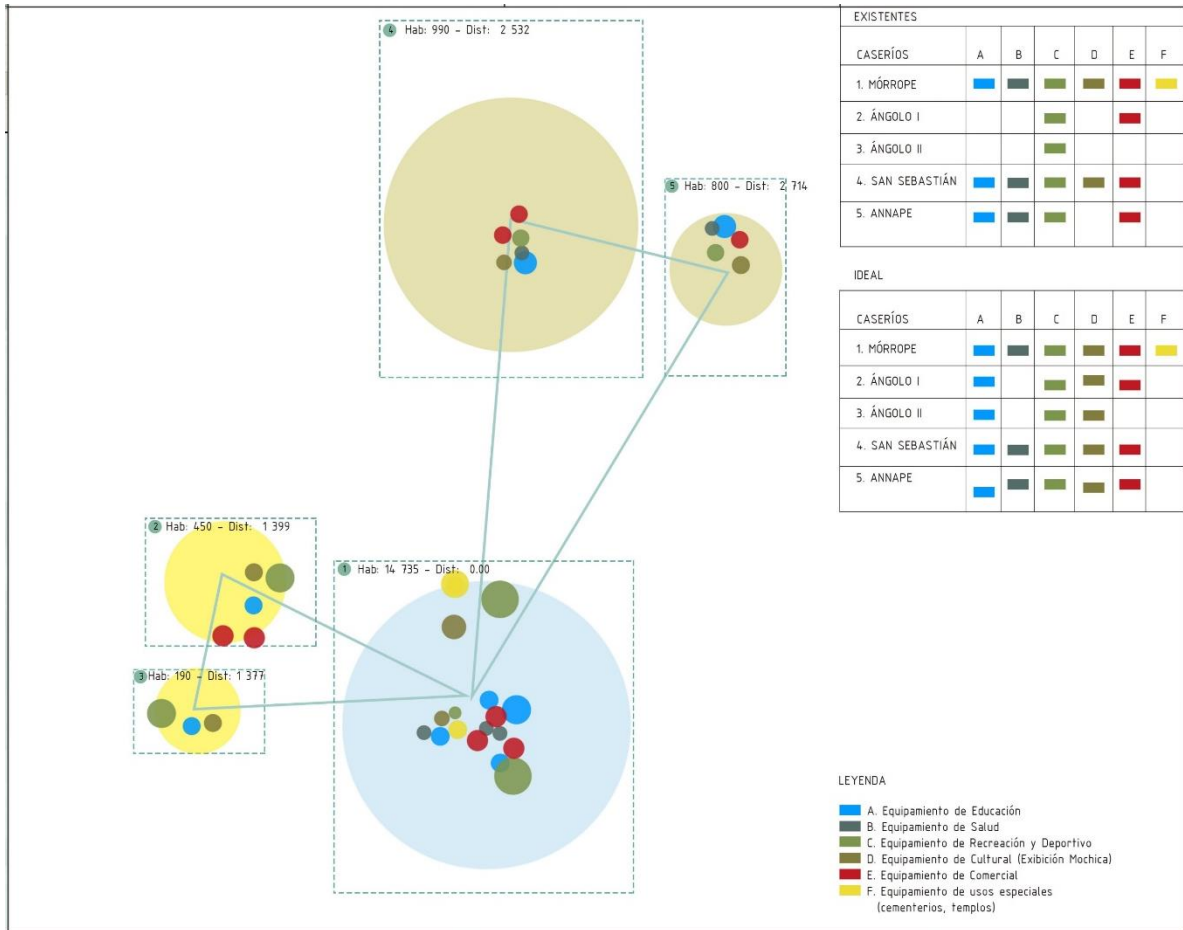 4 Hab: 990 - Dist: 2 532
5 Hab: 800 - Dist: 2 714
2 Hab: 450 - Dist: 1 399
1 Hab: 14 735 - Dist: 0.00
3 Hab: 190 - Dist: 1 377
EXISTENTES
CASERÍOS A B C D E F
1. MÓRROPE
2. ÁNGOLO I
3. ÁNGOLO II
4. SAN SEBASTIÁN
5. ANNAPE
IDEAL
CASERÍOS A B C D E F
1. MÓRROPE
2. ÁNGOLO I
3. ÁNGOLO II
4. SAN SEBASTIÁN
5. ANNAPE
LEYENDA
A. Equipamiento de Educación
B. Equipamiento de Salud
C. Equipamiento de Recreación y Deportivo
D. Equipamiento de Cultural (Exibición Mochica)
E. Equipamiento de Comercial
F. Equipamiento de usos especiales
(cementerios, templos)